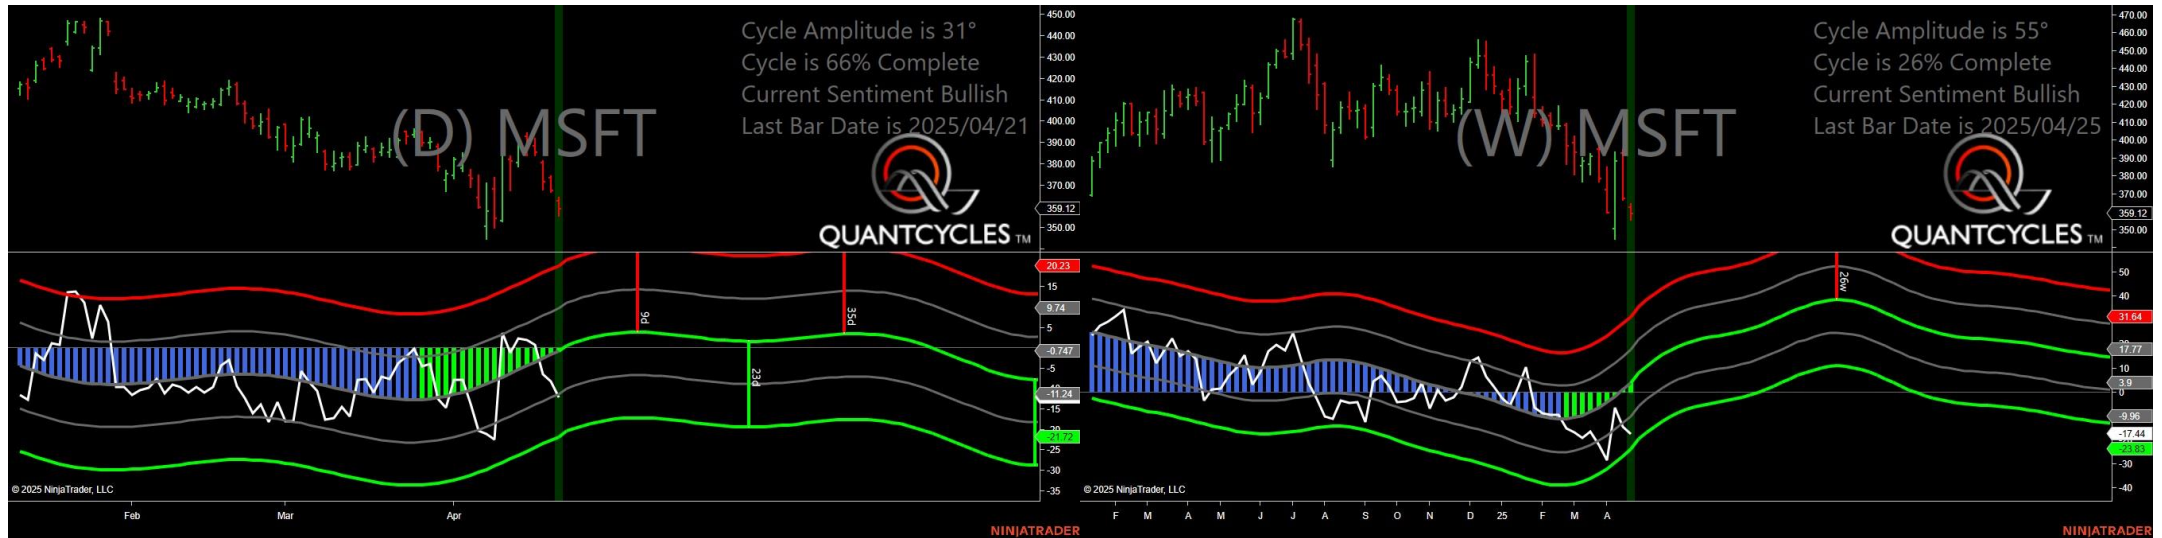 Cycle Amplitude is 31°
Cycle is 66% Complete
Current Sentiment Bullish
Last Bar Date is 2025/04/21
(D) MSFT
QUANTCYCLES TM
450.00
440.00
430.00
420.00
410.00
400.00
390.00
380.00
370.00
359.12
350.00
20.23
15
9.74
5
-0.747
-5
-11.24
-15
-21.72
-25
-30
-35
9d
23d
35d
© 2025 NinjaTrader, LLC
Feb
Mar
Apr
NINJATRADER
Cycle Amplitude is 55°
Cycle is 26% Complete
Current Sentiment Bullish
Last Bar Date is 2025/04/25
(W) MSFT
QUANTCYCLES TM
470.00
460.00
450.00
440.00
430.00
420.00
410.00
400.00
390.00
380.00
370.00
359.12
350.00
50
40
31.64
17.77
10
3.9
0
-9.96
-17.44
-23.83
-30
-40
26w
© 2025 NinjaTrader, LLC
F M A M J J A S O N D 25 F M A
NINJATRADER